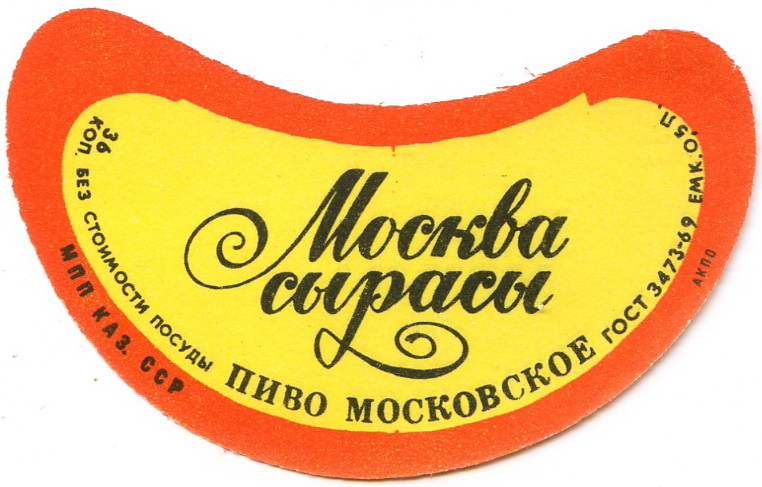 Москва
сырасы
ПИВО МОСКОВСКОЕ
36
КОП. БЕЗ СТОИМОСТИ ПОСУДЫ
ГОСТ 3473-69 ЕМК. 0,5 Л.
МПП КАЗ. ССР
АКПО